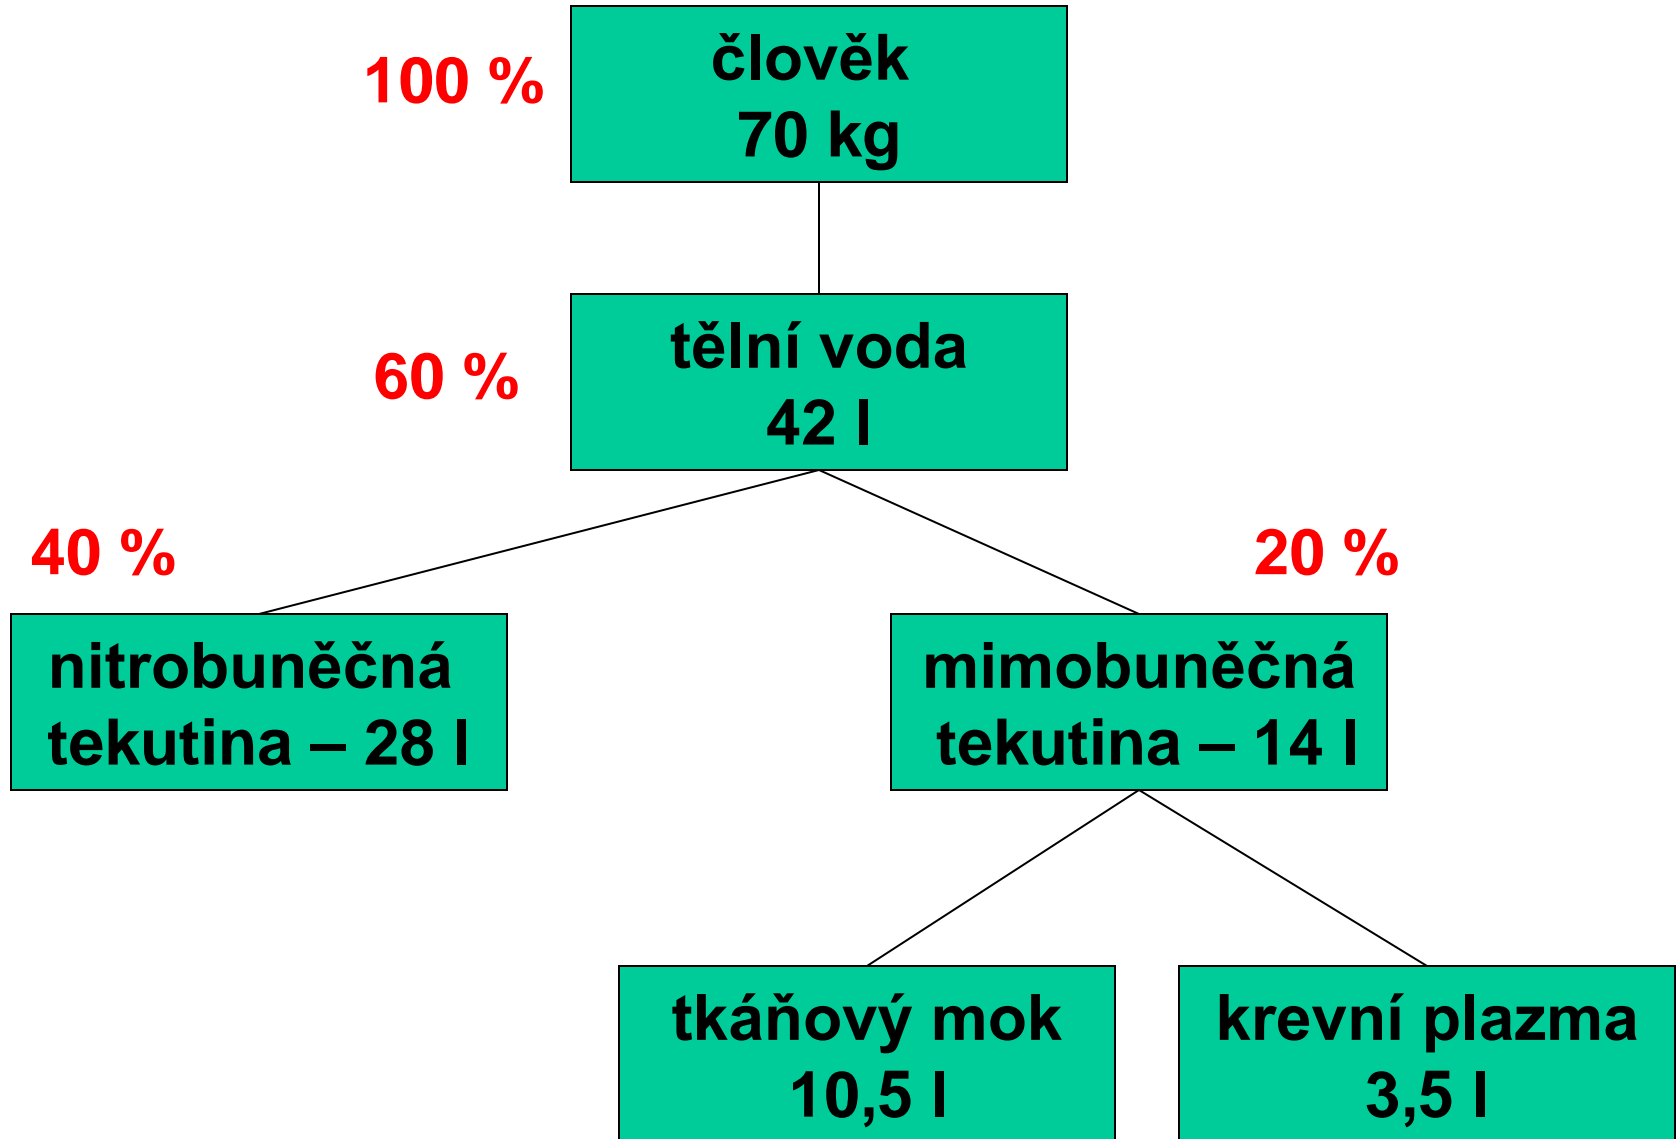 100 %
člověk
70 kg
60 %
tělní voda
42 l
40 %
20 %
nitrobuněčná
tekutina – 28 l
mimobuněčná
tekutina – 14 l
tkáňový mok
10,5 l
krevní plazma
3,5 l